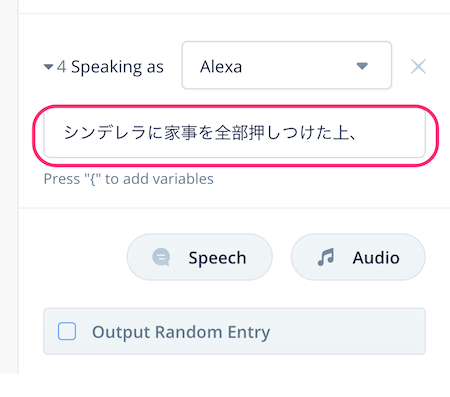 4 Speaking as Alexa
シンデレラに家事を全部押しつけた上、
Press "{" to add variables
Speech Audio
Output Random Entry